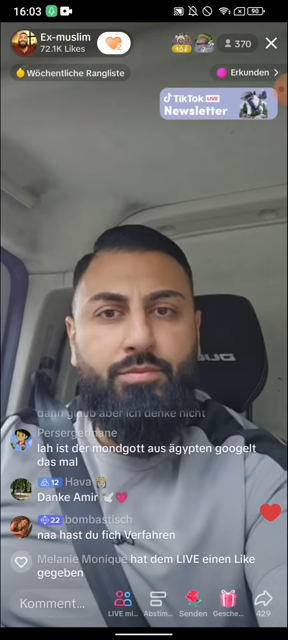 16:03
90
Ex-muslim
72.1K Likes
370
Wöchentliche Rangliste
Erkunden
TikTok LIVE
Newsletter
dann glaub aber ich denke nicht
Persergermane
lah ist der mondgott aus ägypten googelt
das mal
12 Hava
Danke Amir
22 bombastisch
naa hast du fich Verfahren
Melanie Monique hat dem LIVE einen Like
gegeben
Komment...
LIVE mi...
Abstim...
Senden
Gesche...
429